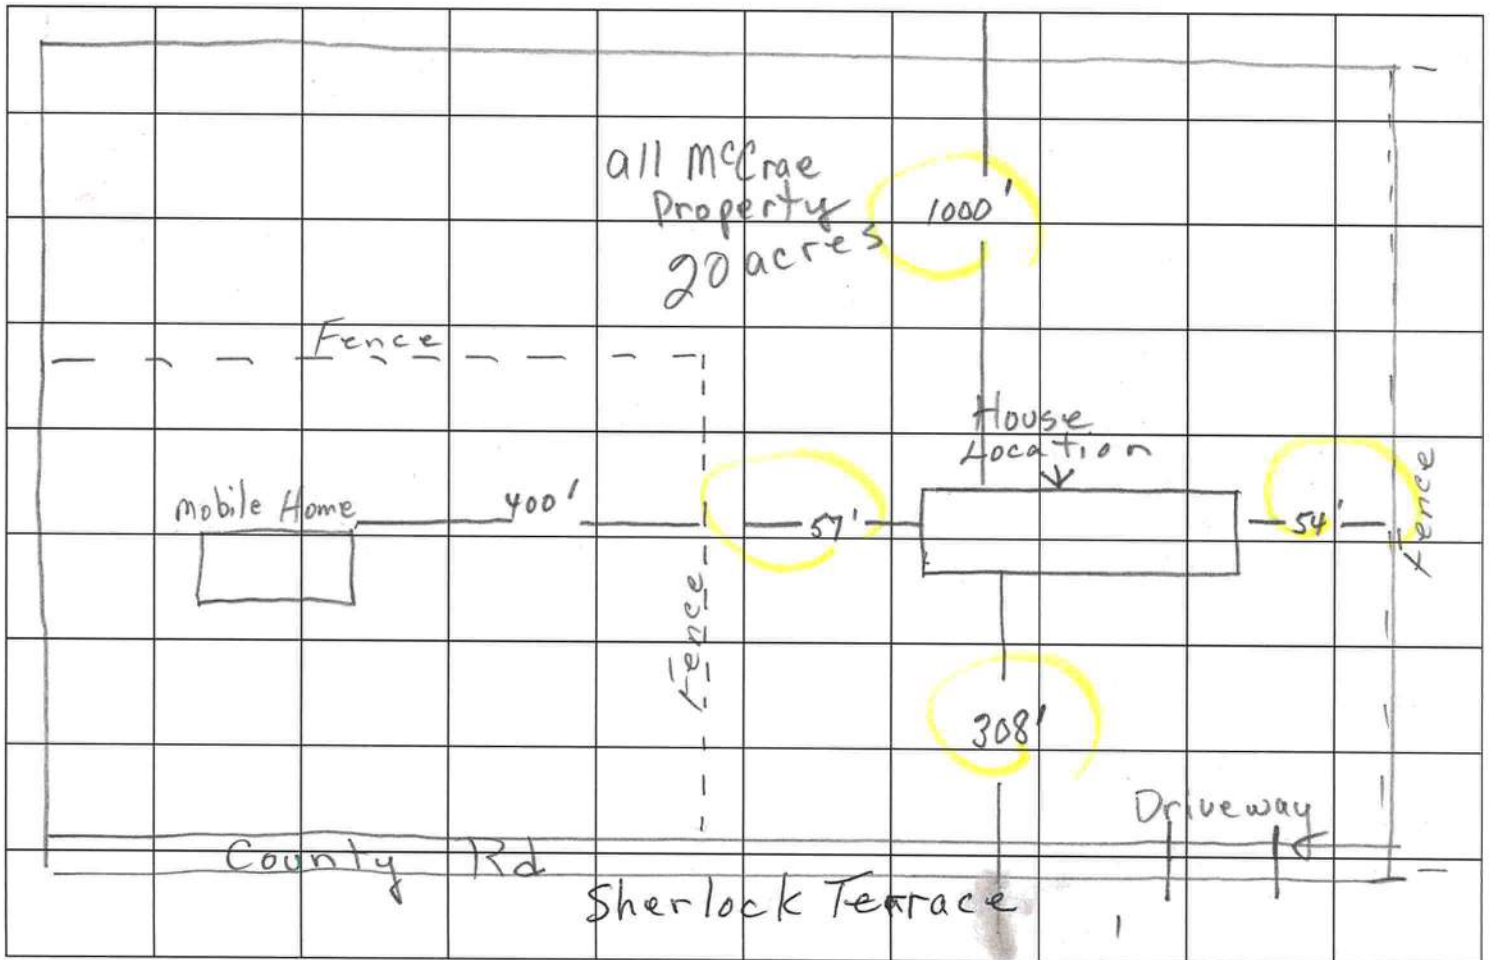 all McCrae
Property
20 acres
1000'
Fence
House
Location
Mobile Home
400'
57'
54'
Fence
Fence
308'
Driveway
County Rd
Sherlock Terrace